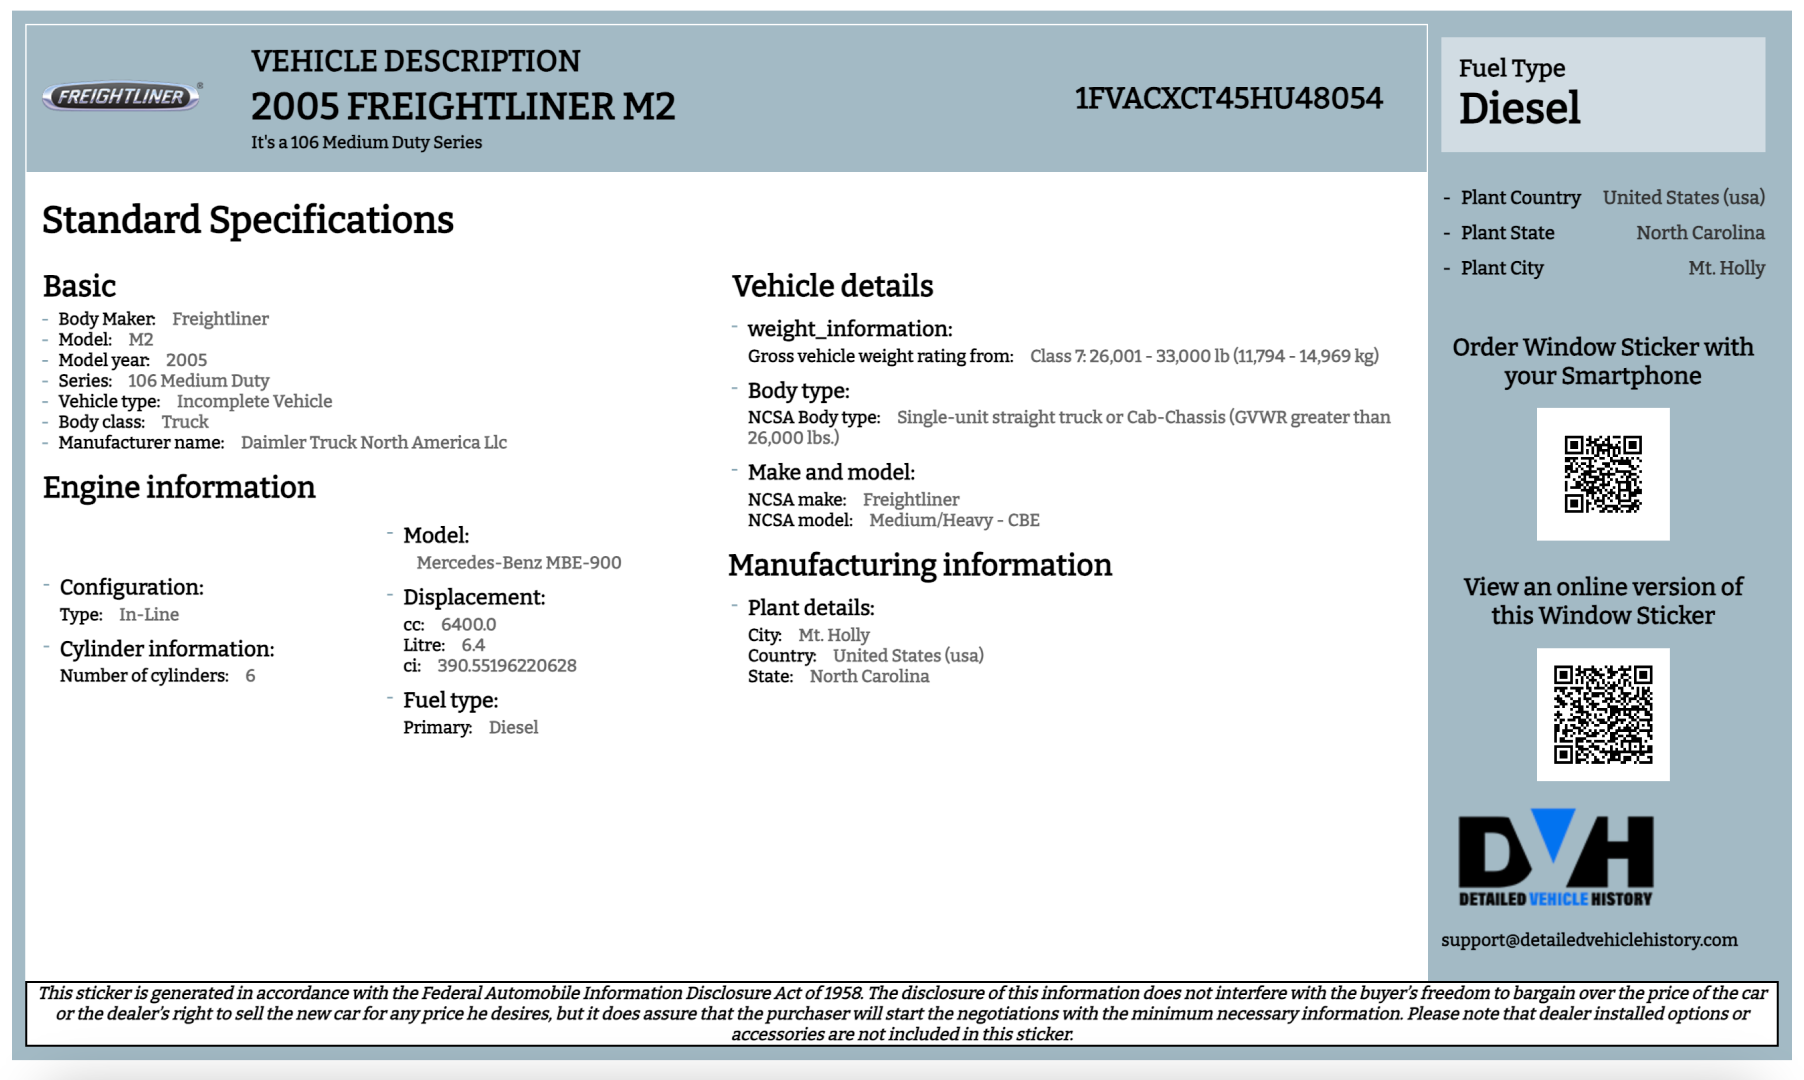 FREIGHTLINER®
VEHICLE DESCRIPTION
2005 FREIGHTLINER M2
It's a 106 Medium Duty Series
1FVACXCT45HU48054
Fuel Type
Diesel
- Plant Country United States (usa)
- Plant State North Carolina
- Plant City Mt. Holly
Standard Specifications
Basic
- Body Maker: Freightliner
- Model: M2
- Model year: 2005
- Series: 106 Medium Duty
- Vehicle type: Incomplete Vehicle
- Body class: Truck
- Manufacturer name: Daimler Truck North America Llc
Engine information
- Configuration:
Type: In-Line
- Cylinder information:
Number of cylinders: 6
- Model:
Mercedes-Benz MBE-900
- Displacement:
cc: 6400.0
Litre: 6.4
ci: 390.55196220628
- Fuel type:
Primary: Diesel
Vehicle details
- weight_information:
Gross vehicle weight rating from: Class 7: 26,001 - 33,000 lb (11,794 - 14,969 kg)
- Body type:
NCSA Body type: Single-unit straight truck or Cab-Chassis (GVWR greater than
26,000 lbs.)
- Make and model:
NCSA make: Freightliner
NCSA model: Medium/Heavy - CBE
Manufacturing information
- Plant details:
City: Mt. Holly
Country: United States (usa)
State: North Carolina
Order Window Sticker with
your Smartphone
View an online version of
this Window Sticker
DVH
DETAILED VEHICLE HISTORY
support@detailedvehiclehistory.com
This sticker is generated in accordance with the Federal Automobile Information Disclosure Act of 1958. The disclosure of this information does not interfere with the buyer's freedom to bargain over the price of the car
or the dealer's right to sell the new car for any price he desires, but it does assure that the purchaser will start the negotiations with the minimum necessary information. Please note that dealer installed options or
accessories are not included in this sticker.